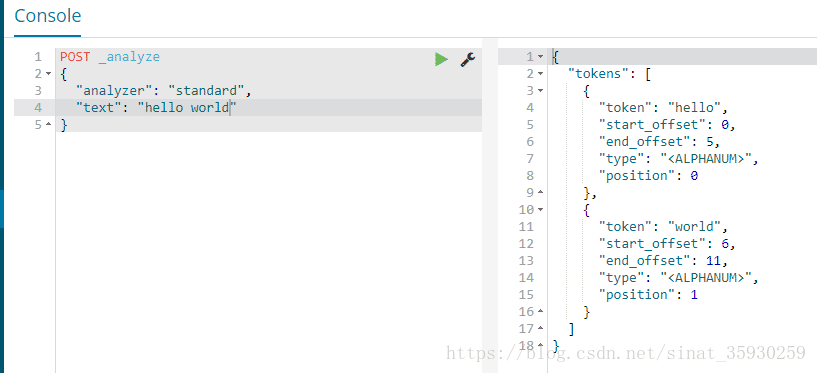 Console
1 POST _analyze
2 {
3 "analyzer": "standard",
4 "text": "hello world"
5 }
1 {
2 "tokens": [
3 {
4 "token": "hello",
5 "start_offset": 0,
6 "end_offset": 5,
7 "type": "<ALPHANUM>",
8 "position": 0
9 },
10 {
11 "token": "world",
12 "start_offset": 6,
13 "end_offset": 11,
14 "type": "<ALPHANUM>",
15 "position": 1
16 }
17 ]
18 }
https://blog.csdn.net/sinat_35930259